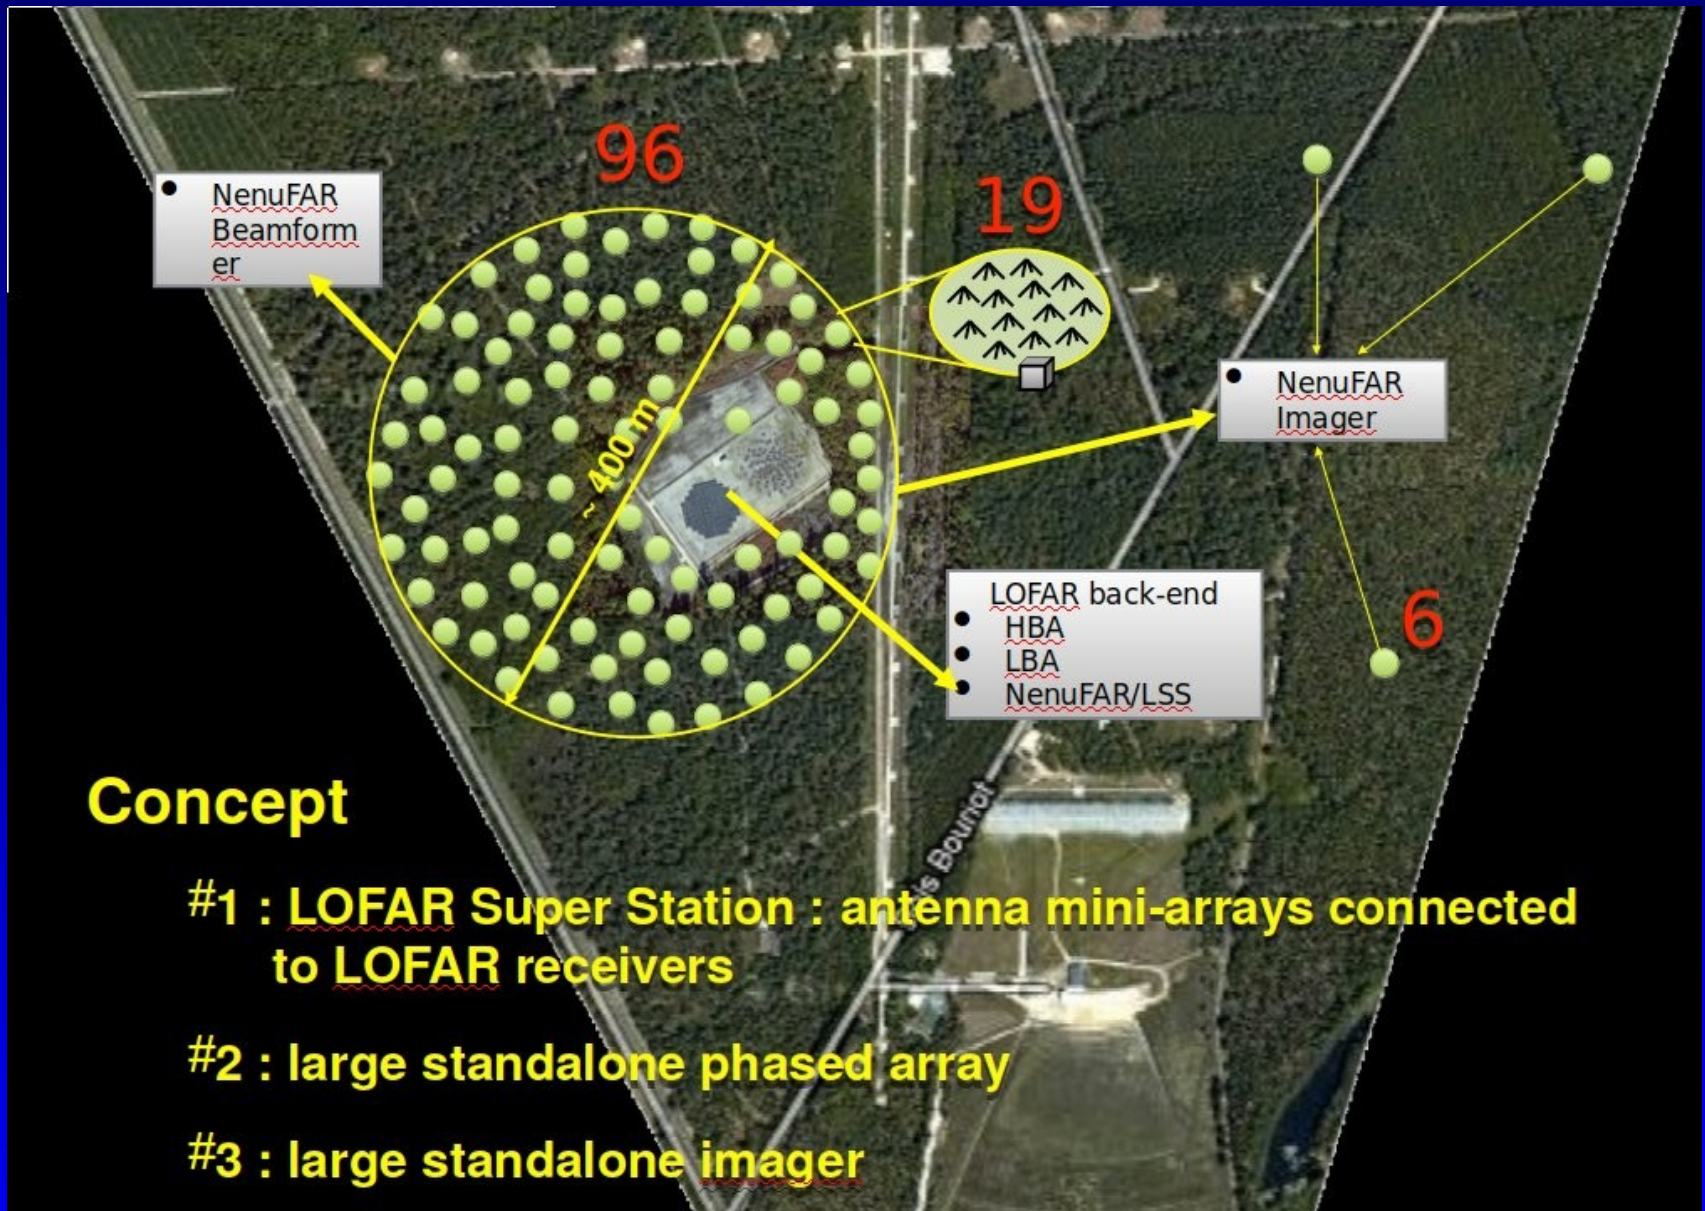 96
19
NenuFAR
Beamform
er
~ 400 m
NenuFAR
Imager
LOFAR back-end
HBA
LBA
NenuFAR/LSS
6
Bounot
Concept
#1 : LOFAR Super Station : antenna mini-arrays connected
to LOFAR receivers
#2 : large standalone phased array
#3 : large standalone imager